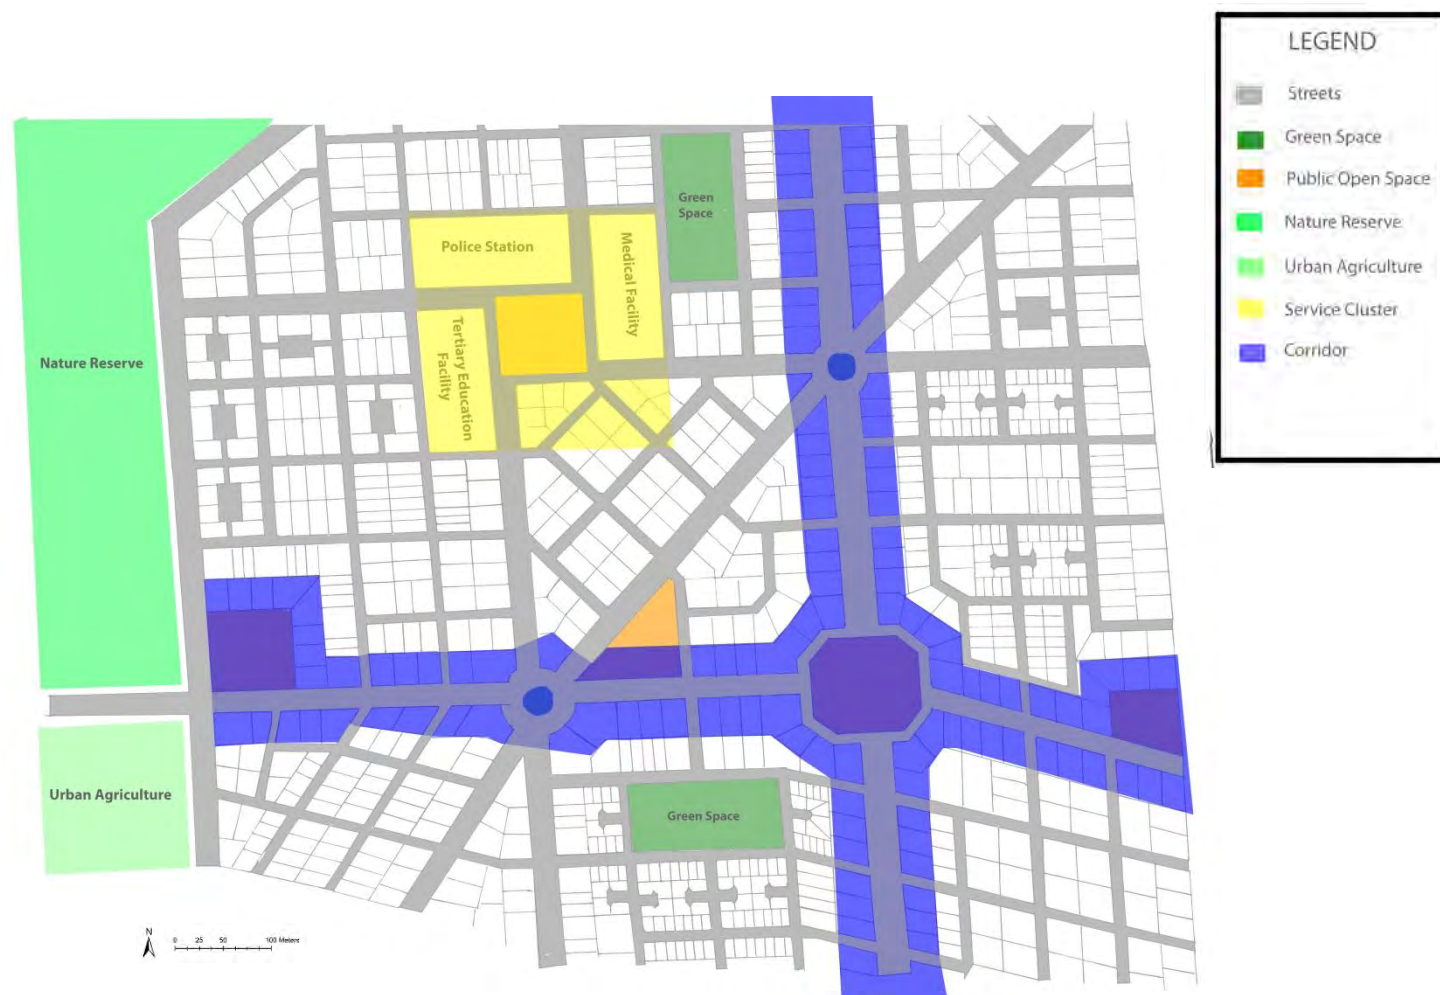 LEGEND
Streets
Green Space
Public Open Space
Nature Reserve
Urban Agriculture
Service Cluster
Corridor
Green
Space
Police Station
Medical Facility
Tertiary Education
Facility
Nature Reserve
Urban Agriculture
Green Space
N
0 25 50 100 Meters